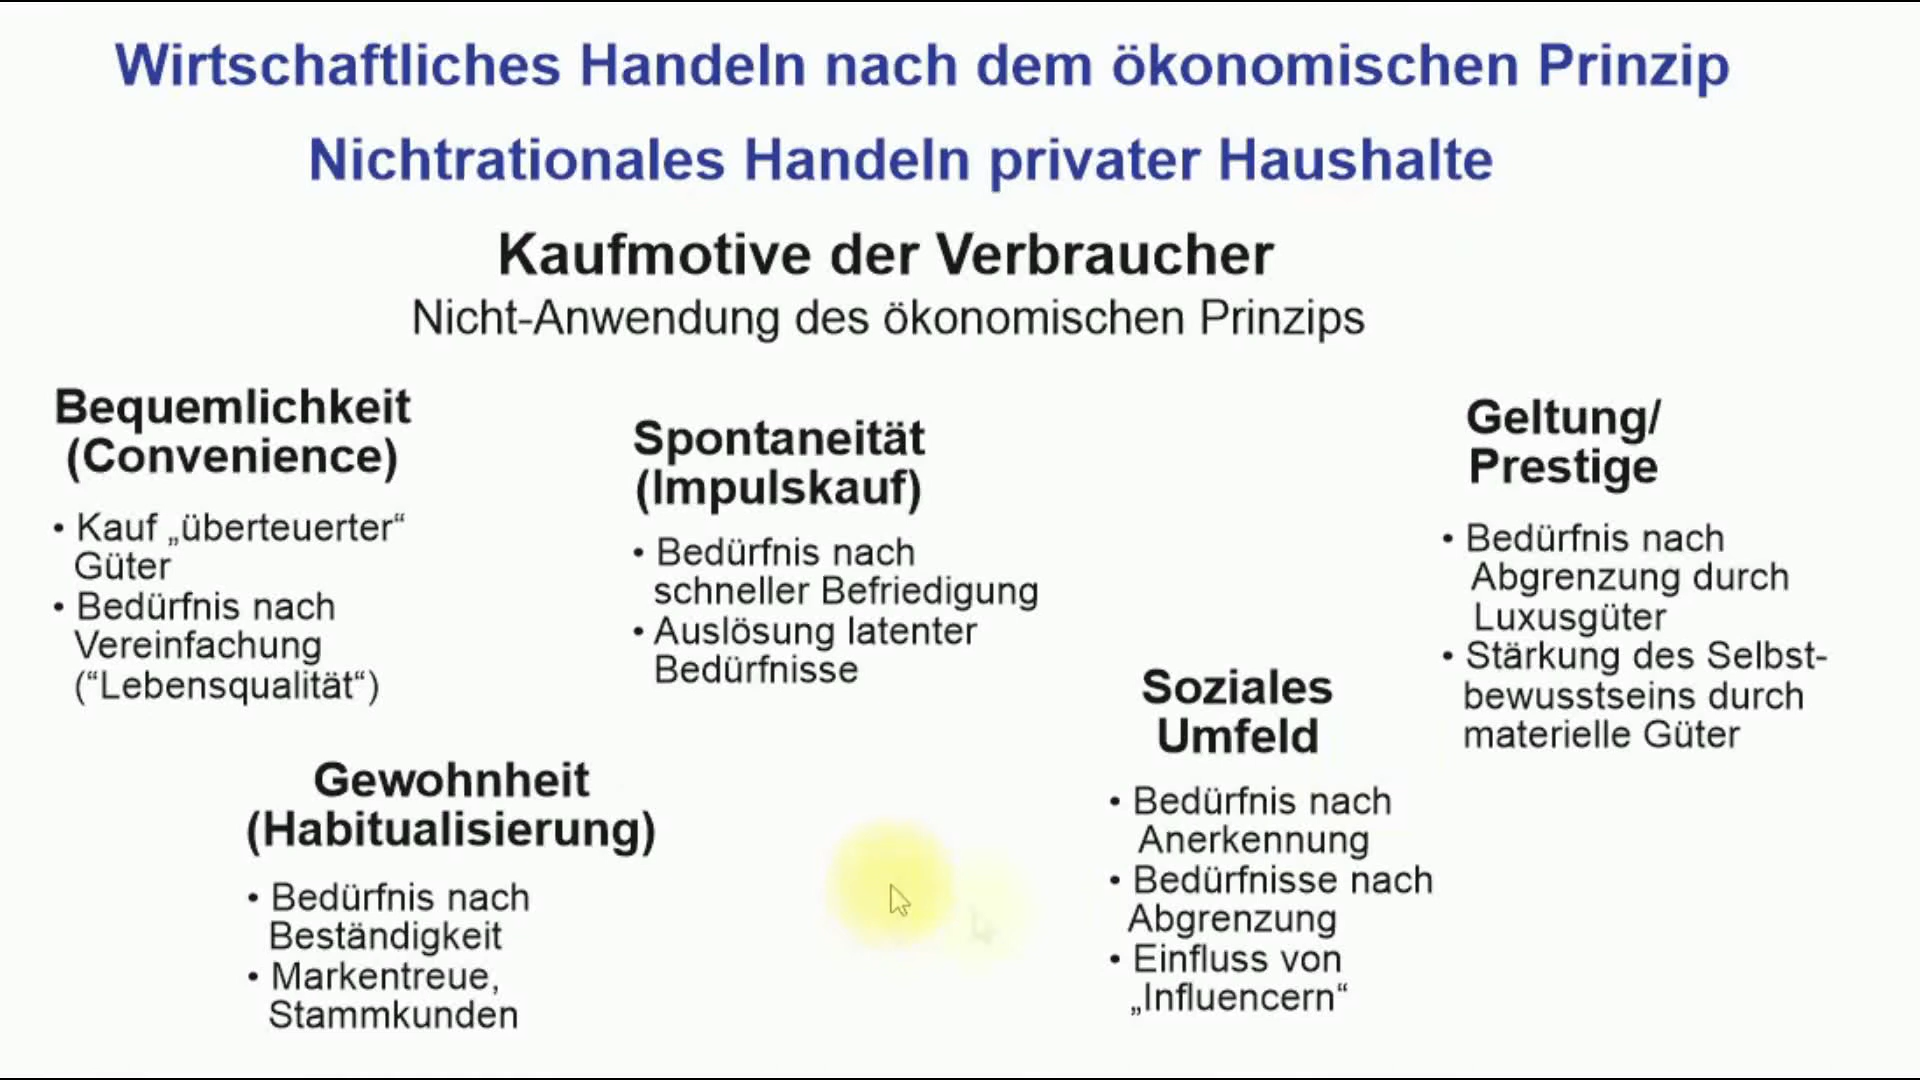 Wirtschaftliches Handeln nach dem ökonomischen Prinzip
Nichtrationales Handeln privater Haushalte
Kaufmotive der Verbraucher
Nicht-Anwendung des ökonomischen Prinzips
Bequemlichkeit
(Convenience)
• Kauf „überteuerter“
Güter
• Bedürfnis nach
Vereinfachung
(“Lebensqualität“)
Gewohnheit
(Habitualisierung)
• Bedürfnis nach
Beständigkeit
• Markentreue,
Stammkunden
Spontaneität
(Impulskauf)
• Bedürfnis nach
schneller Befriedigung
• Auslösung latenter
Bedürfnisse
Soziales
Umfeld
• Bedürfnis nach
Anerkennung
• Bedürfnisse nach
Abgrenzung
• Einfluss von
„Influencern“
Geltung/
Prestige
• Bedürfnis nach
Abgrenzung durch
Luxusgüter
• Stärkung des Selbst-
bewusstseins durch
materielle Güter